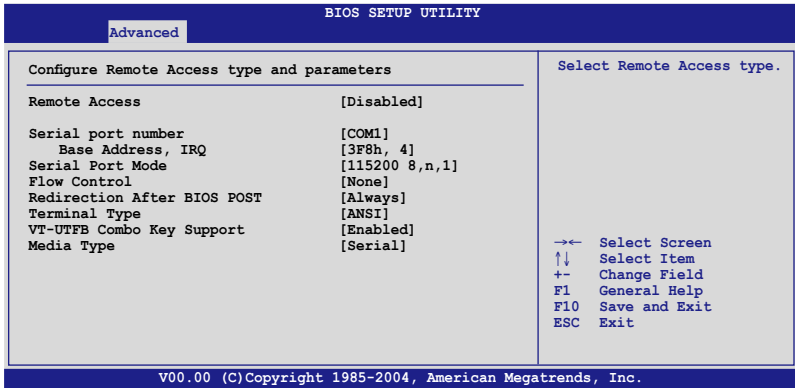 BIOS SETUP UTILITY
Advanced
Configure Remote Access type and parameters
Remote Access [Disabled]
Serial port number [COM1]
Base Address, IRQ [3F8h, 4]
Serial Port Mode [115200 8,n,1]
Flow Control [None]
Redirection After BIOS POST [Always]
Terminal Type [ANSI]
VT-UTFB Combo Key Support [Enabled]
Media Type [Serial]
Select Remote Access type.
→← Select Screen
↑↓ Select Item
+- Change Field
F1 General Help
F10 Save and Exit
ESC Exit
V00.00 (C)Copyright 1985-2004, American Megatrends, Inc.